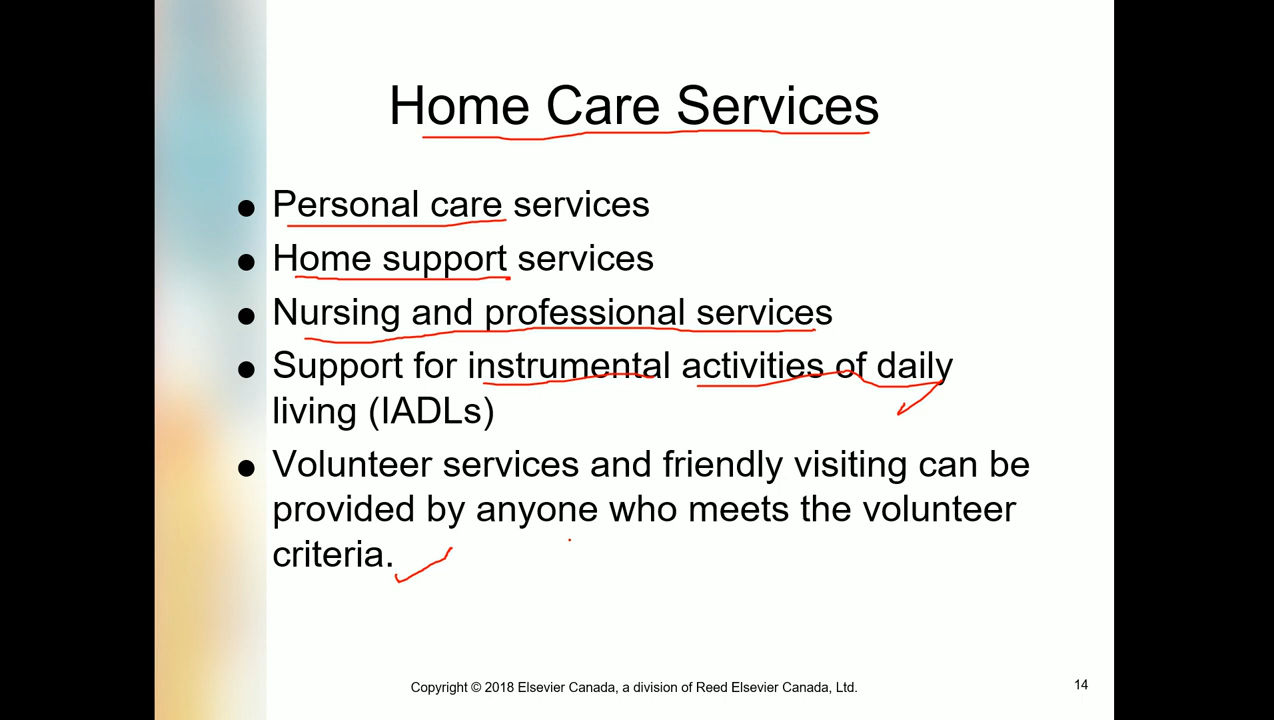 Home Care Services
● Personal care services
● Home support services
● Nursing and professional services
● Support for instrumental activities of daily
living (IADLs)
● Volunteer services and friendly visiting can be
provided by anyone who meets the volunteer
criteria.
Copyright © 2018 Elsevier Canada, a division of Reed Elsevier Canada, Ltd.
14